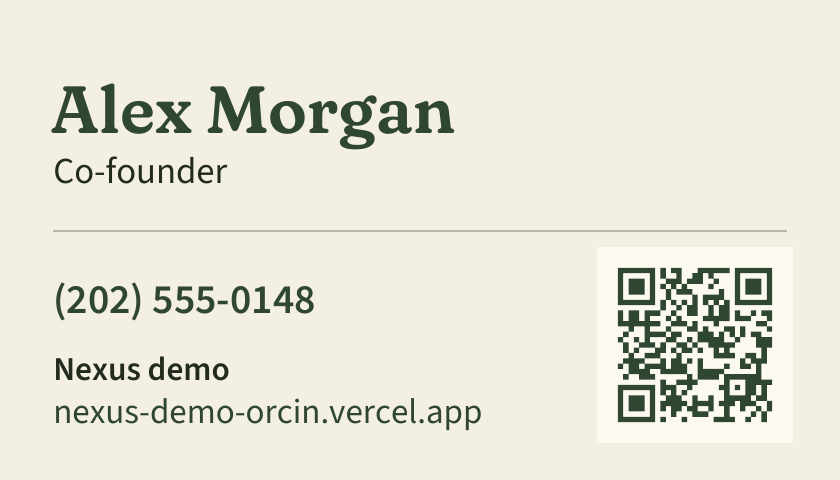 Alex Morgan
Co-founder
(202) 555-0148
Nexus demo
nexus-demo-orcin.vercel.app